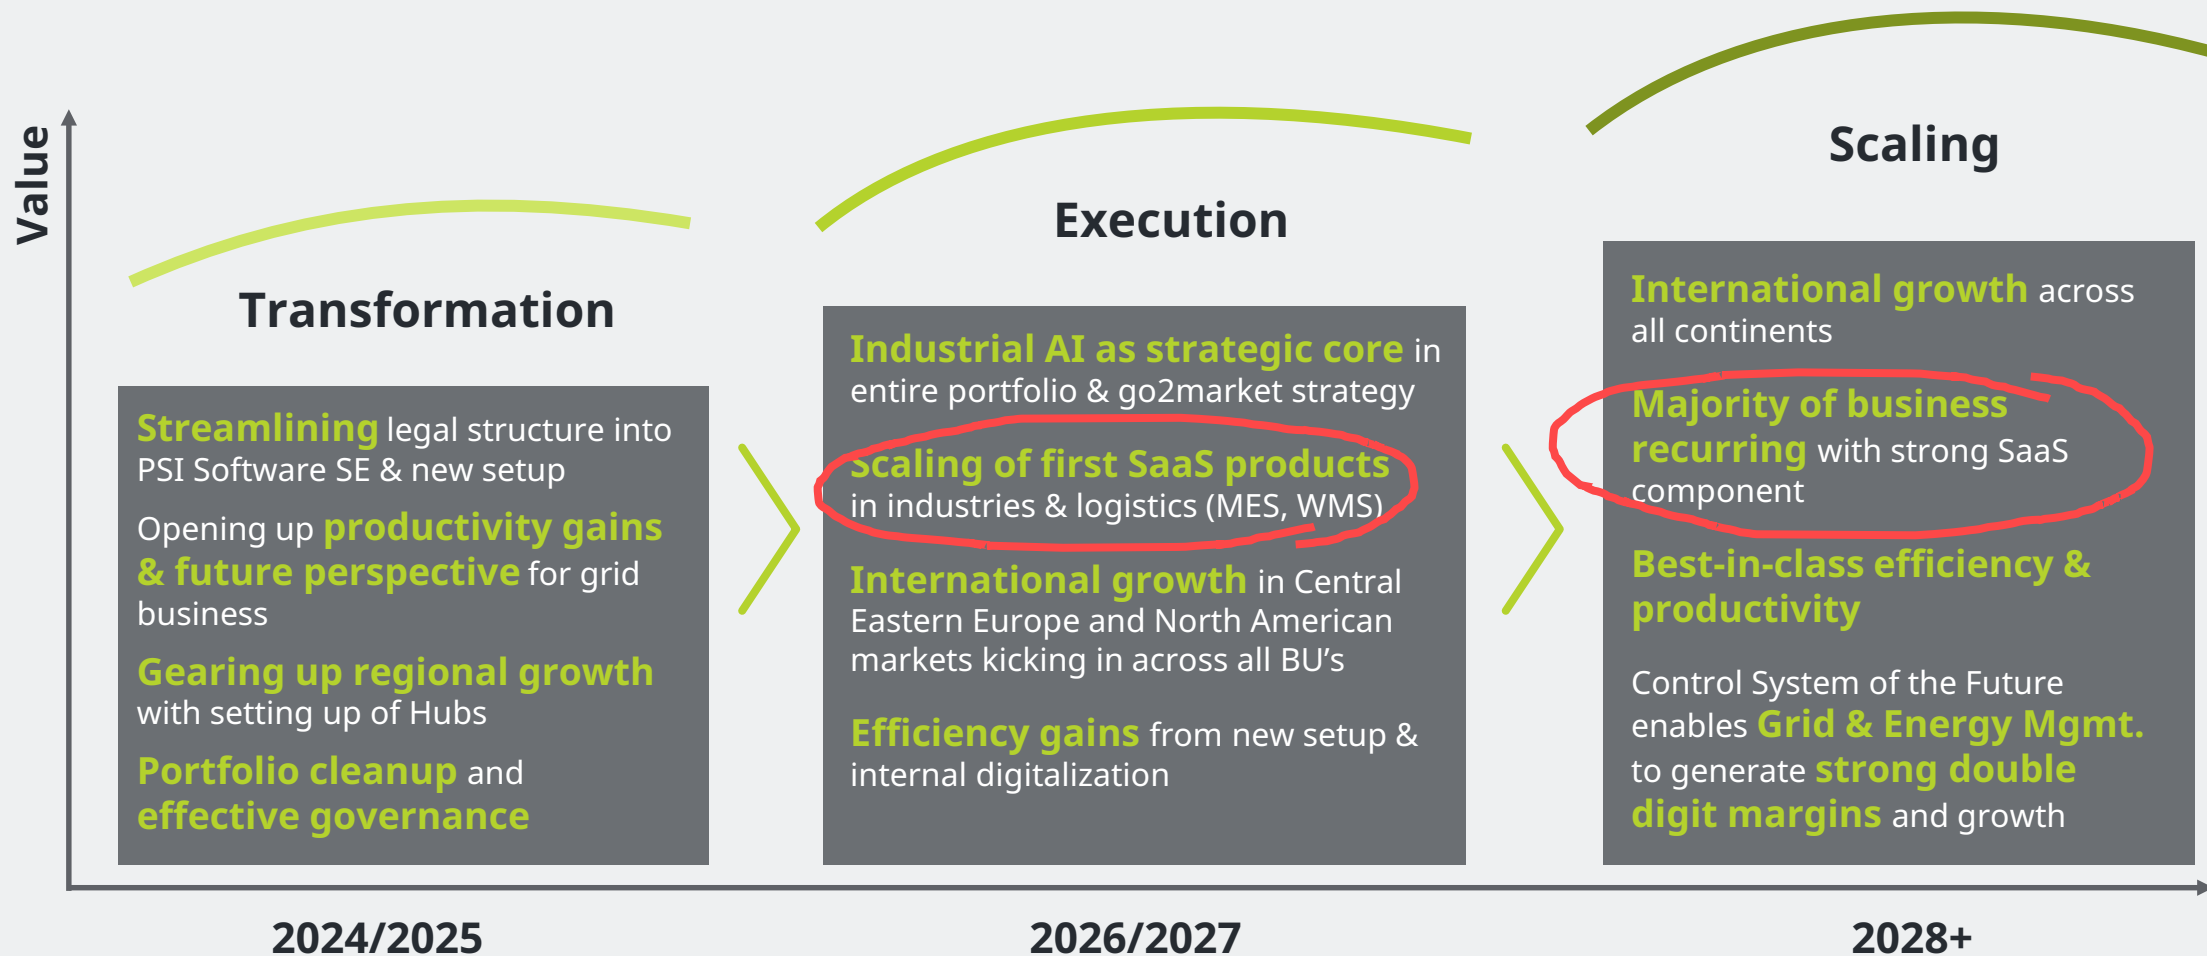 Value
Transformation
Streamlining legal structure into
PSI Software SE & new setup
Opening up productivity gains
& future perspective for grid
business
Gearing up regional growth
with setting up of Hubs
Portfolio cleanup and
effective governance
2024/2025
Execution
Industrial AI as strategic core in
entire portfolio & go2market strategy
Scaling of first SaaS products
in industries & logistics (MES, WMS)
International growth in Central
Eastern Europe and North American
markets kicking in across all BU’s
Efficiency gains from new setup &
internal digitalization
2026/2027
Scaling
International growth across
all continents
Majority of business
recurring with strong SaaS
component
Best-in-class efficiency &
productivity
Control System of the Future
enables Grid & Energy Mgmt.
to generate strong double
digit margins and growth
2028+